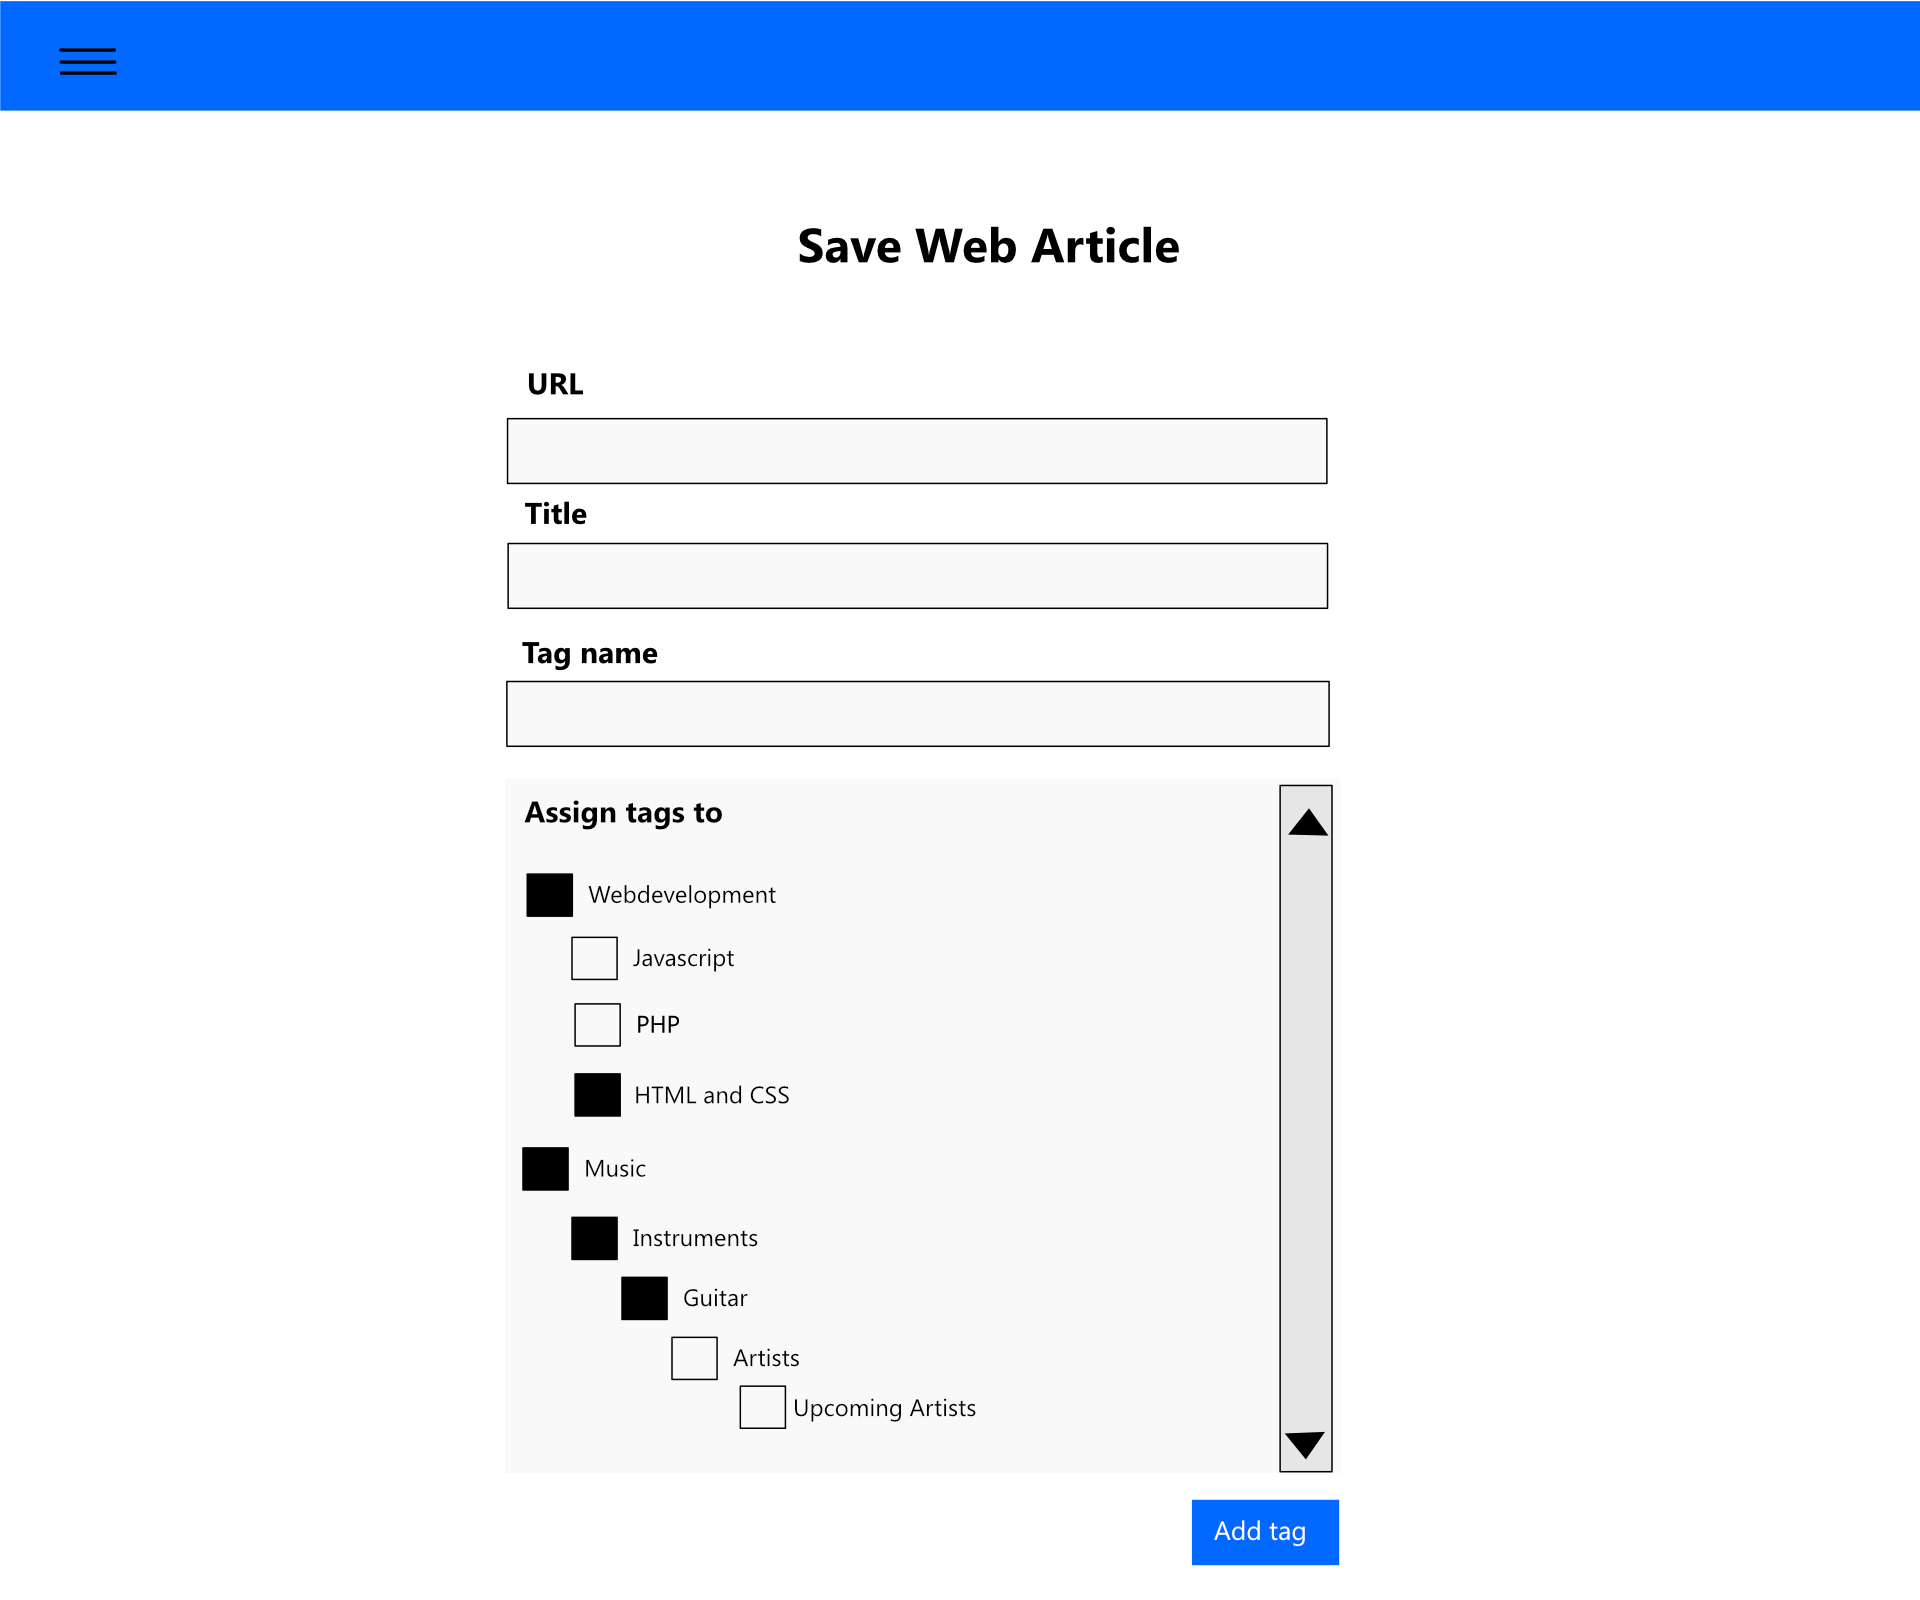 Save Web Article
URL
Title
Tag name
Assign tags to
Webdevelopment
Javascript
PHP
HTML and CSS
Music
Instruments
Guitar
Artists
Upcoming Artists
Add tag